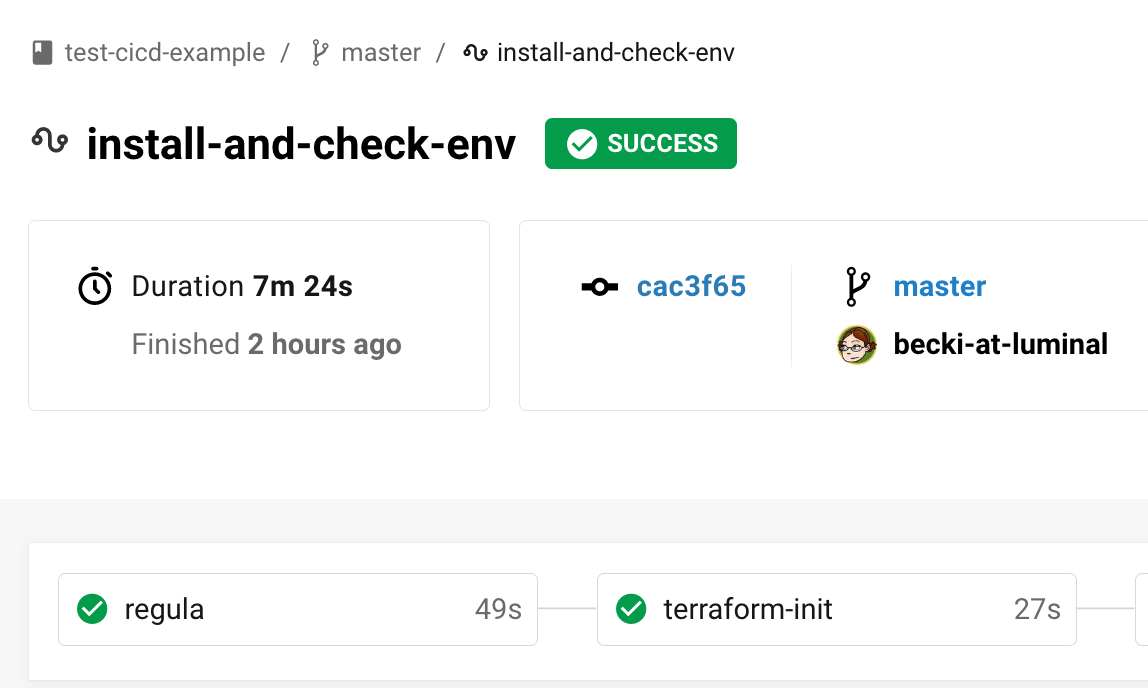 test-cicd-example / master / install-and-check-env
install-and-check-env SUCCESS
Duration 7m 24s
Finished 2 hours ago
cac3f65
master
becki-at-luminal
regula 49s
terraform-init 27s